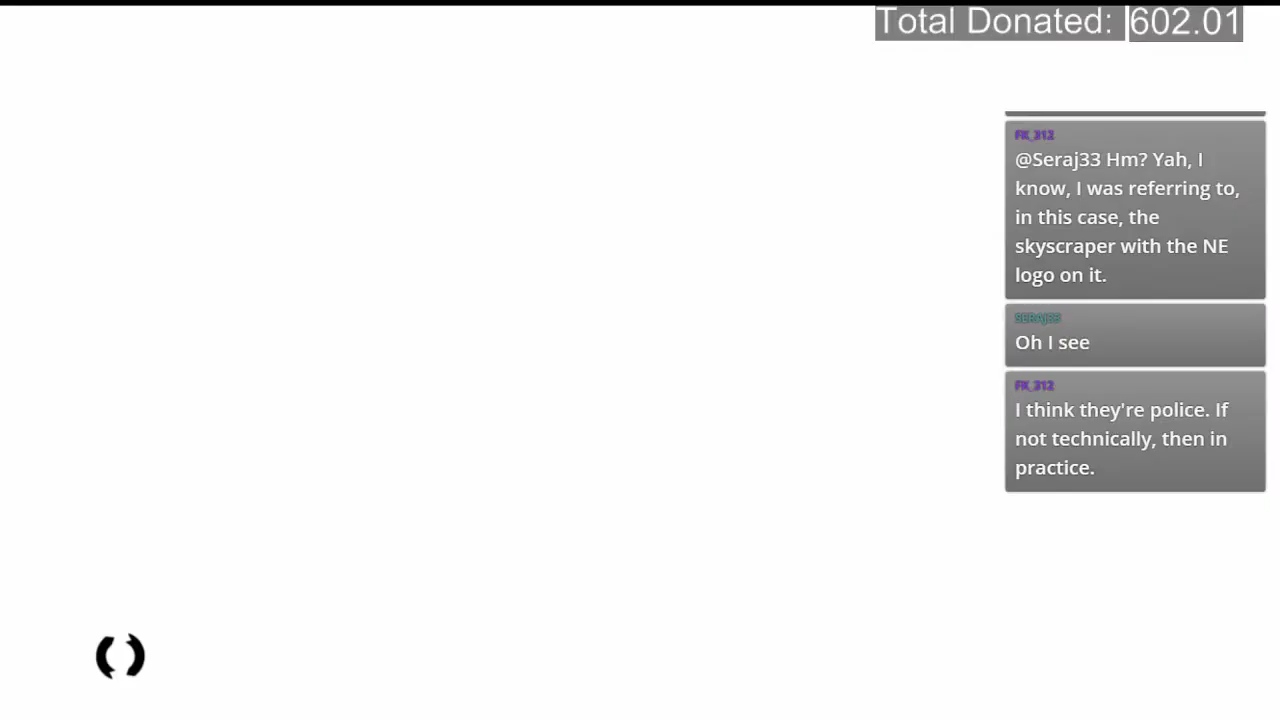 Total Donated: 602.01
FK_312
@Seraj33 Hm? Yah, I
know, I was referring to,
in this case, the
skyscraper with the NE
logo on it.
SERAJ33
Oh I see
FK_312
I think they're police. If
not technically, then in
practice.